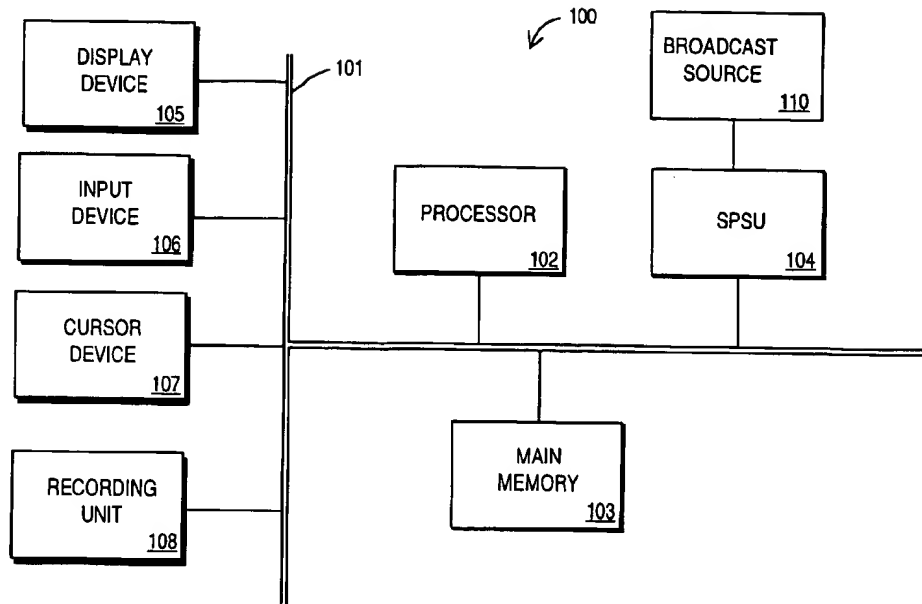 100
DISPLAY
DEVICE
105
101
BROADCAST
SOURCE
110
INPUT
DEVICE
106
PROCESSOR
102
SPSU
104
CURSOR
DEVICE
107
RECORDING
UNIT
108
MAIN
MEMORY
103